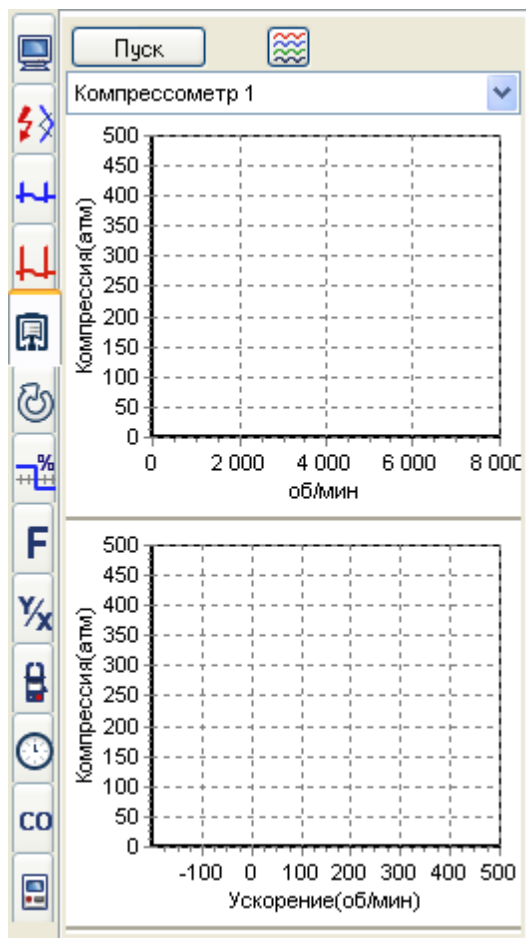 Пуск
Компрессометр 1
500
450
400
350
300
250
200
150
100
50
0
Компрессия(атм)
0 2 000 4 000 6 000 8 000
об/мин
500
450
400
350
300
250
200
150
100
50
0
Компрессия(атм)
-100 0 100 200 300 400 500
Ускорение(об/мин)
%
F
Y/X
CO